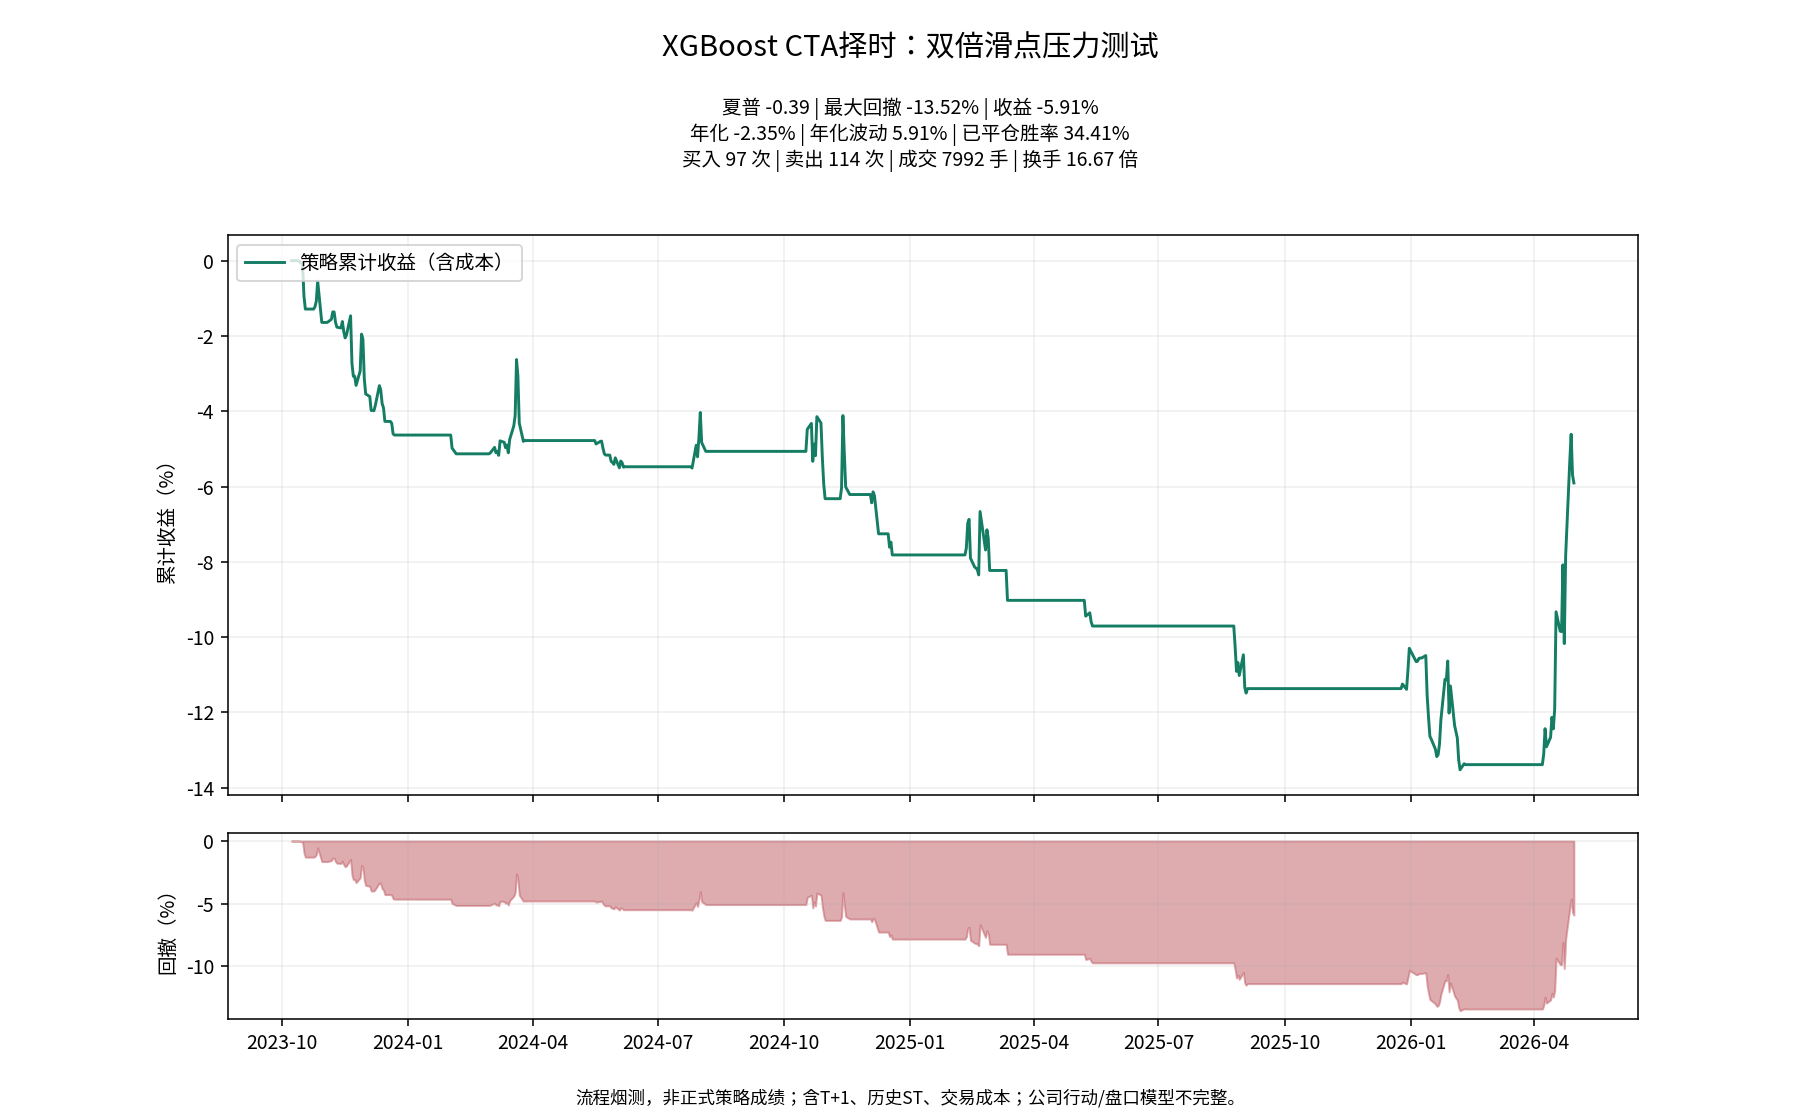 XGBoost CTA择时：双倍滑点压力测试
夏普 -0.39 | 最大回撤 -13.52% | 收益 -5.91%
年化 -2.35% | 年化波动 5.91% | 已平仓胜率 34.41%
买入 97 次 | 卖出 114 次 | 成交 7992 手 | 换手 16.67 倍
策略累计收益（含成本）
累计收益（%）
0
-2
-4
-6
-8
-10
-12
-14
回撤（%）
0
-5
-10
2023-10
2024-01
2024-04
2024-07
2024-10
2025-01
2025-04
2025-07
2025-10
2026-01
2026-04
流程烟测，非正式策略成绩；含T+1、历史ST、交易成本；公司行动/盘口模型不完整。